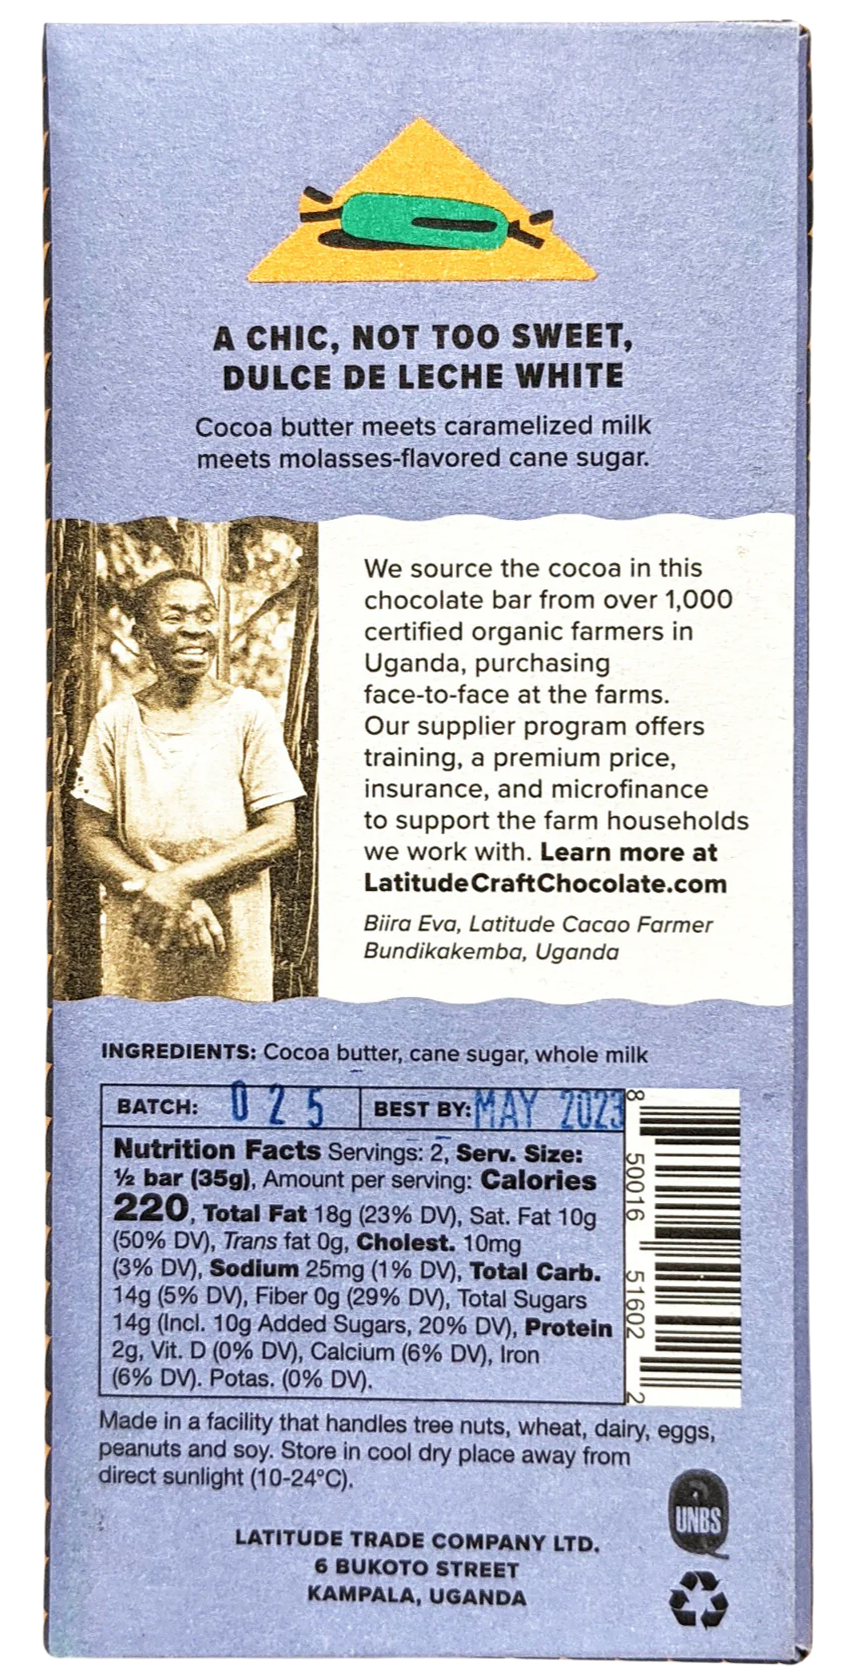 A CHIC, NOT TOO SWEET,
DULCE DE LECHE WHITE
Cocoa butter meets caramelized milk
meets molasses-flavored cane sugar.
We source the cocoa in this
chocolate bar from over 1,000
certified organic farmers in
Uganda, purchasing
face-to-face at the farms.
Our supplier program offers
training, a premium price,
insurance, and microfinance
to support the farm households
we work with. Learn more at
LatitudeCraftChocolate.com
Biira Eva, Latitude Cacao Farmer
Bundikakemba, Uganda
INGREDIENTS: Cocoa butter, cane sugar, whole milk
BATCH: 025 BEST BY: MAY 2023
Nutrition Facts Servings: 2, Serv. Size:
½ bar (35g), Amount per serving: Calories
220, Total Fat 18g (23% DV), Sat. Fat 10g
(50% DV), Trans fat 0g, Cholest. 10mg
(3% DV), Sodium 25mg (1% DV), Total Carb.
14g (5% DV), Fiber 0g (29% DV), Total Sugars
14g (Incl. 10g Added Sugars, 20% DV), Protein
2g, Vit. D (0% DV), Calcium (6% DV), Iron
(6% DV). Potas. (0% DV).
8 50016 51602 2
Made in a facility that handles tree nuts, wheat, dairy, eggs,
peanuts and soy. Store in cool dry place away from
direct sunlight (10-24°C).
UNBS
LATITUDE TRADE COMPANY LTD.
6 BUKOTO STREET
KAMPALA, UGANDA